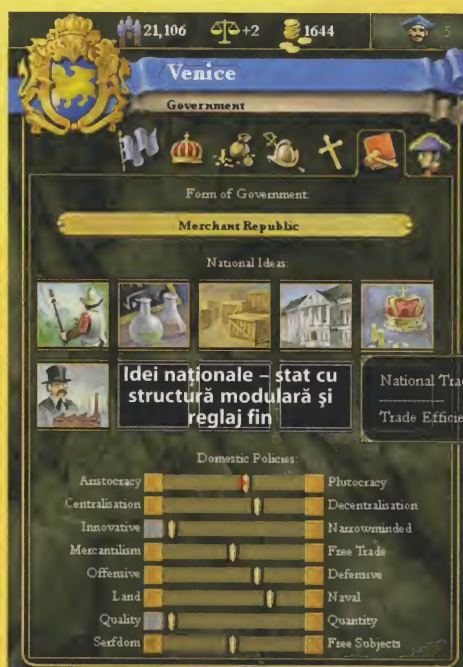 21,106 +2 1644 5
Venice
Government
Form of Government:
Merchant Republic
National Ideas:
Idei naționale – stat cu
structură modulară și
reglaj fin
National Trad
Trade Efficie
Domestic Policies:
Aristocracy Plutocracy
Centralisation Decentralisation
Innovative Narrowminded
Mercantilism Free Trade
Offensive Defensive
Land Naval
Quality Quantity
Serfdom Free Subjects